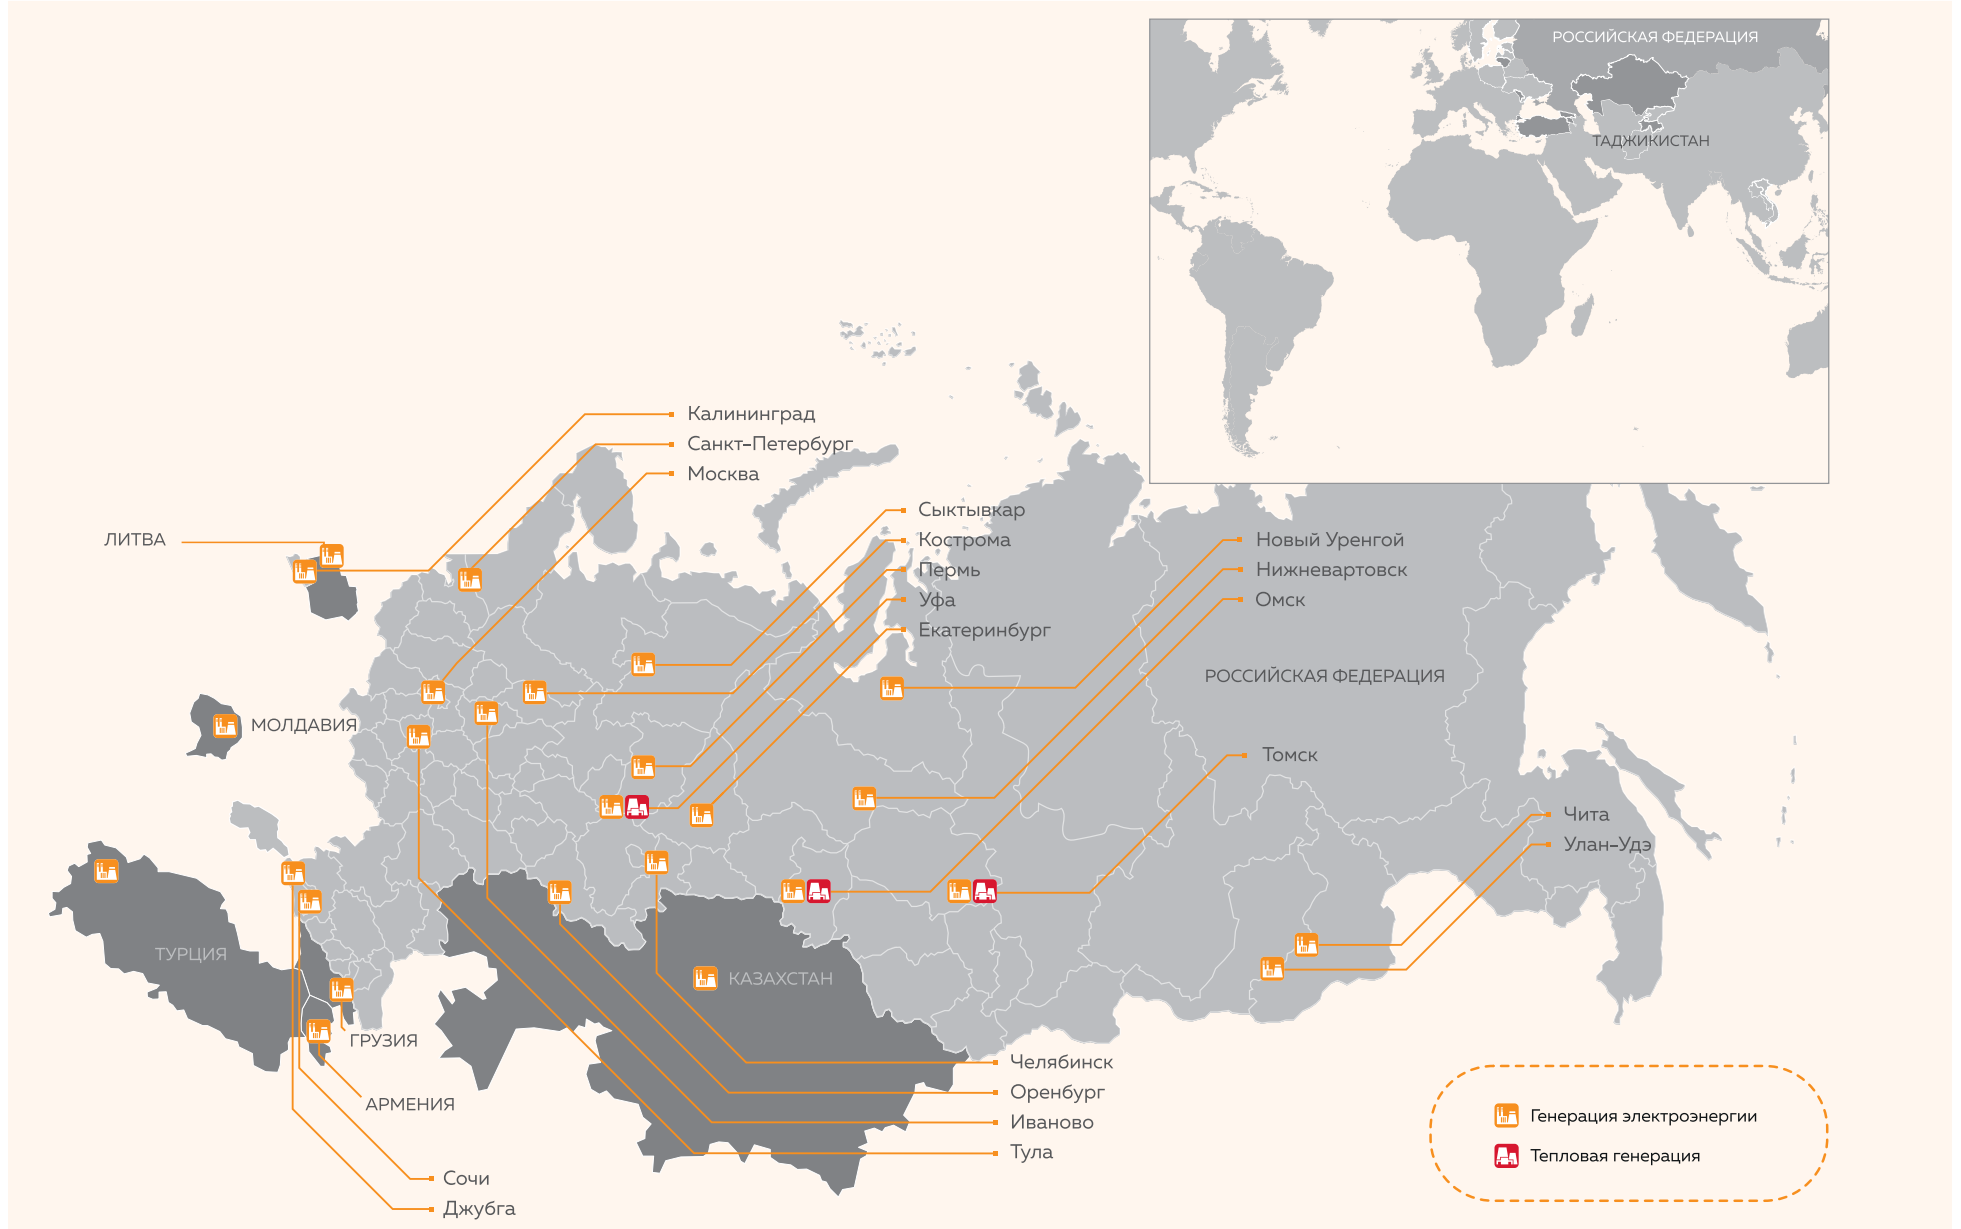 РОССИЙСКАЯ ФЕДЕРАЦИЯ
ТАДЖИКИСТАН
Калининград
Санкт-Петербург
Москва
Сыктывкар
Кострома
Пермь
Уфа
Екатеринбург
Новый Уренгой
Нижневартовск
Омск
ЛИТВА
РОССИЙСКАЯ ФЕДЕРАЦИЯ
МОЛДАВИЯ
Томск
Чита
Улан-Удэ
ТУРЦИЯ
КАЗАХСТАН
ГРУЗИЯ
АРМЕНИЯ
Челябинск
Оренбург
Иваново
Тула
Сочи
Джубга
Генерация электроэнергии
Тепловая генерация